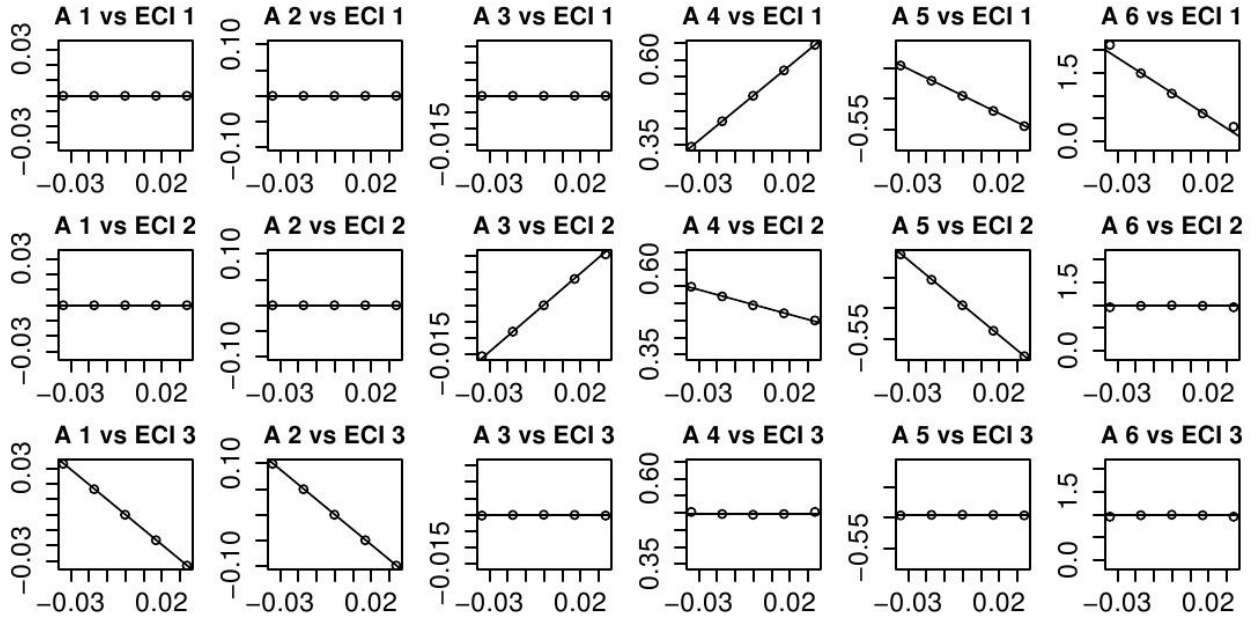 A 1 vs ECI 1
0.03
−0.03
−0.03 0.02
A 2 vs ECI 1
0.10
−0.10
−0.03 0.02
A 3 vs ECI 1
−0.015
−0.03 0.02
A 4 vs ECI 1
0.60
0.35
−0.03 0.02
A 5 vs ECI 1
−0.55
−0.03 0.02
A 6 vs ECI 1
1.5
0.0
−0.03 0.02
A 1 vs ECI 2
0.03
−0.03
−0.03 0.02
A 2 vs ECI 2
0.10
−0.10
−0.03 0.02
A 3 vs ECI 2
−0.015
−0.03 0.02
A 4 vs ECI 2
0.60
0.35
−0.03 0.02
A 5 vs ECI 2
−0.55
−0.03 0.02
A 6 vs ECI 2
1.5
0.0
−0.03 0.02
A 1 vs ECI 3
0.03
−0.03
−0.03 0.02
A 2 vs ECI 3
0.10
−0.10
−0.03 0.02
A 3 vs ECI 3
−0.015
−0.03 0.02
A 4 vs ECI 3
0.60
0.35
−0.03 0.02
A 5 vs ECI 3
−0.55
−0.03 0.02
A 6 vs ECI 3
1.5
0.0
−0.03 0.02